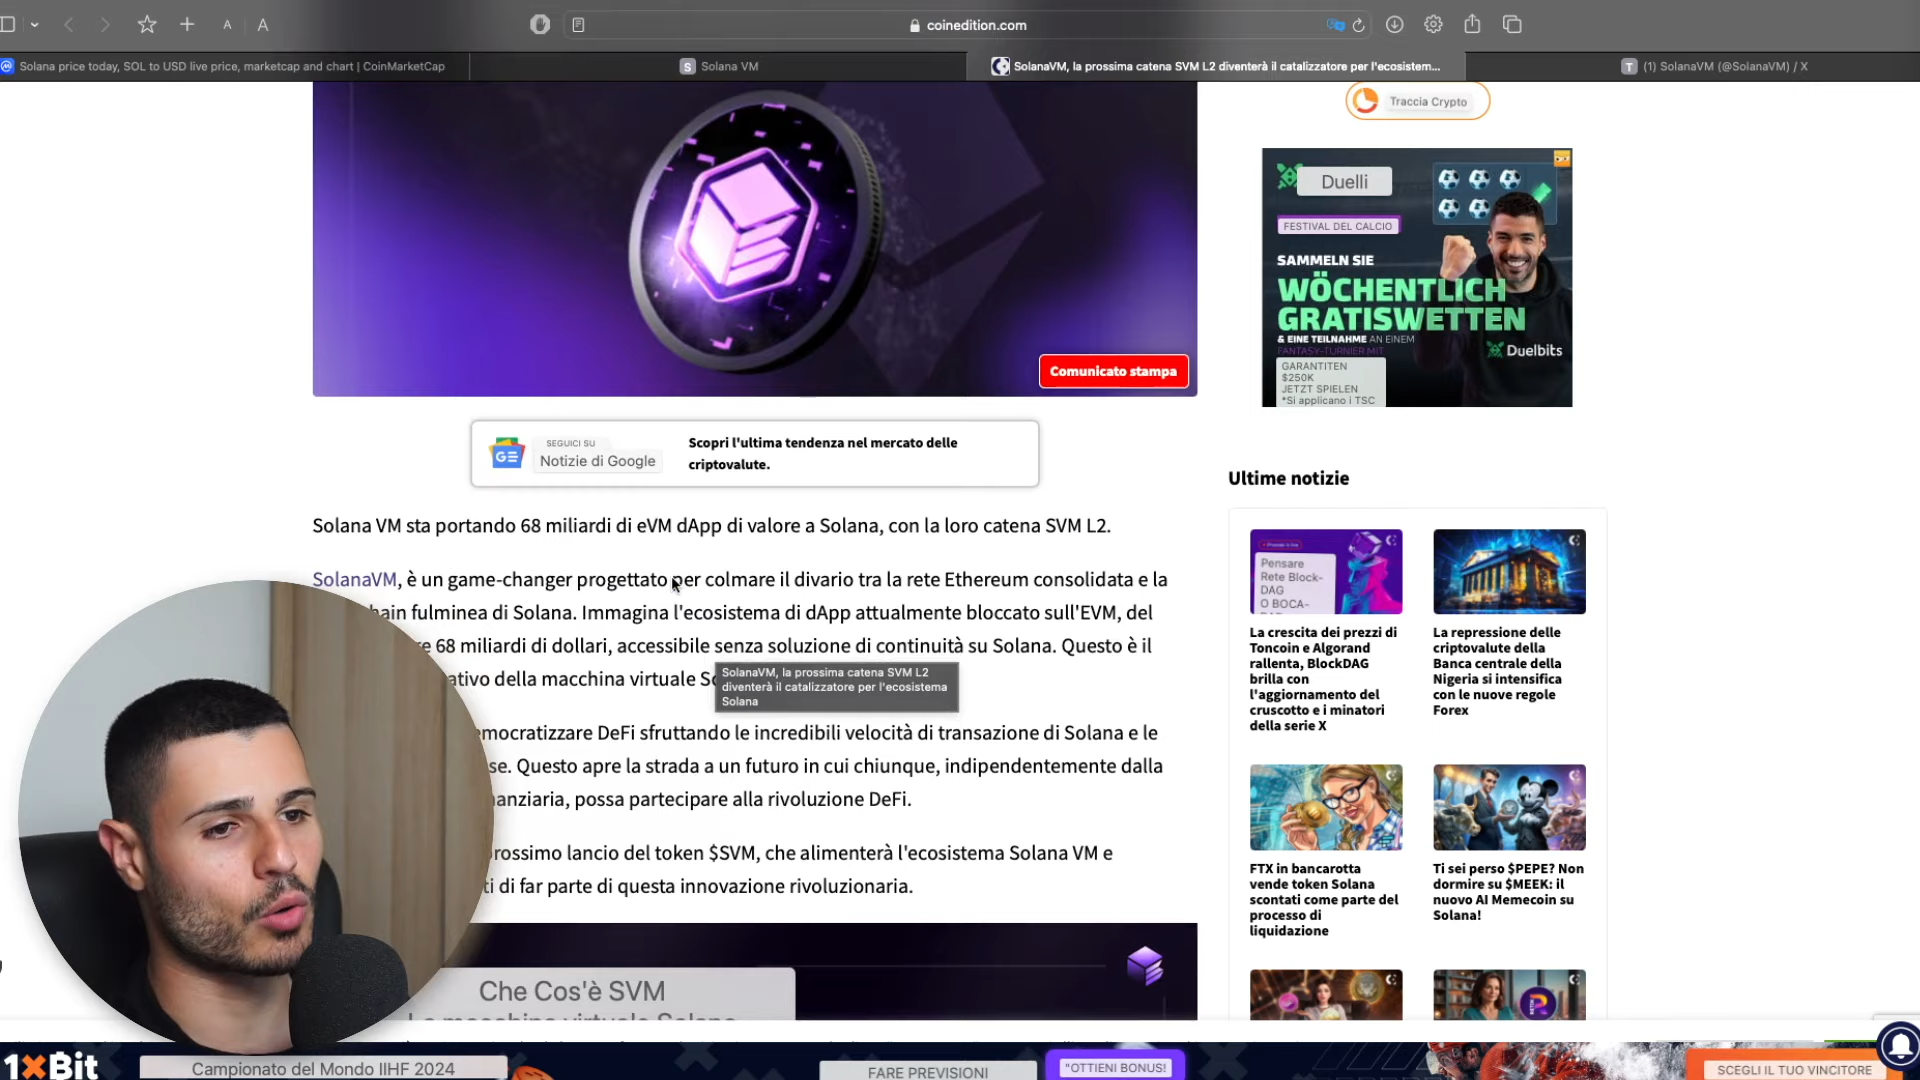 A A
coinedition.com
Solana price today, SOL to USD live price, marketcap and chart | CoinMarketCap
S Solana VM
SolanaVM, la prossima catena SVM L2 diventerà il catalizzatore per l'ecosistem...
T (1) SolanaVM (@SolanaVM) / X
Traccia Crypto
Duelli
FESTIVAL DEL CALCIO
SAMMELN SIE
WÖCHENTLICH
GRATISWETTEN
& EINE TEILNAHME AN EINEM
FANTASY-TURNIER MIT
GARANTITEN
$250K
JETZT SPIELEN
*Si applicano i TSC
Duelbits
Comunicato stampa
GE
SEGUICI SU
Notizie di Google
Scopri l'ultima tendenza nel mercato delle
criptovalute.
Solana VM sta portando 68 miliardi di eVM dApp di valore a Solana, con la loro catena SVM L2.
SolanaVM, è un game-changer progettato per colmare il divario tra la rete Ethereum consolidata e la
hain fulminea di Solana. Immagina l'ecosistema di dApp attualmente bloccato sull'EVM, del
e 68 miliardi di dollari, accessibile senza soluzione di continuità su Solana. Questo è il
ativo della macchina virtuale So
SolanaVM, la prossima catena SVM L2
diventerà il catalizzatore per l'ecosistema
Solana
emocratizzare DeFi sfruttando le incredibili velocità di transazione di Solana e le
se. Questo apre la strada a un futuro in cui chiunque, indipendentemente dalla
nanziaria, possa partecipare alla rivoluzione DeFi.
rossimo lancio del token $SVM, che alimenterà l'ecosistema Solana VM e
ti di far parte di questa innovazione rivoluzionaria.
Che Cos'è SVM
La macchina virtuale Solana
Ultime notizie
Pensare
Rete Block-
DAG
O BOCA-
DAG
La crescita dei prezzi di
Toncoin e Algorand
rallenta, BlockDAG
brilla con
l'aggiornamento del
cruscotto e i minatori
della serie X
La repressione delle
criptovalute della
Banca centrale della
Nigeria si intensifica
con le nuove regole
Forex
FTX in bancarotta
vende token Solana
scontati come parte del
processo di
liquidazione
Ti sei perso $PEPE? Non
dormire su $MEEK: il
nuovo AI Memecoin su
Solana!
1xBit
Campionato del Mondo IIHF 2024
FARE PREVISIONI
"OTTIENI BONUS!
SCEGLI IL TUO VINCITORE